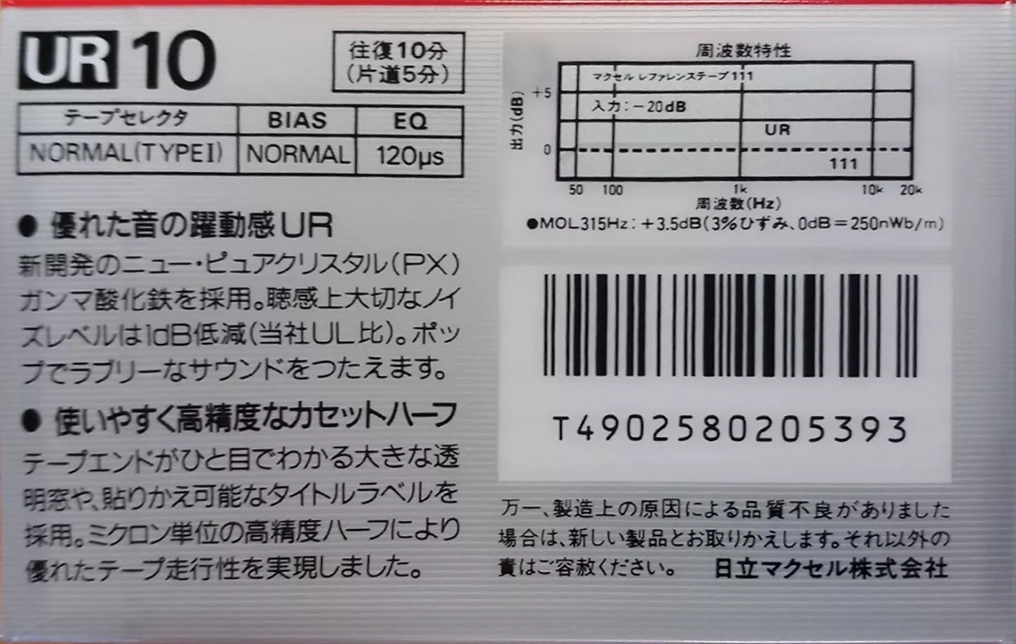 UR 10
往復10分
(片道5分)
テープセレクタ BIAS EQ
NORMAL(TYPEⅠ) NORMAL 120μs
● 優れた音の躍動感UR
新開発のニュー・ピュアクリスタル(PX)
ガンマ酸化鉄を採用。聴感上大切なノイ
ズレベルは1dB低減(当社UL比)。ポッ
プでラブリーなサウンドをつたえます。
● 使いやすく高精度なカセットハーフ
テープエンドがひと目でわかる大きな透
明窓や、貼りかえ可能なタイトルラベルを
採用。ミクロン単位の高精度ハーフにより
優れたテープ走行性を実現しました。
周波数特性
マクセル レファレンステープ111
+5
入力:-20dB
出力(dB)
UR
0
111
50 100 1k 10k 20k
周波数(Hz)
●MOL315Hz:+3.5dB(3%ひずみ、0dB=250nWb/m)
T4902580205393
万一、製造上の原因による品質不良がありました
場合は、新しい製品とお取りかえします。それ以外の
責はご容赦ください。 日立マクセル株式会社